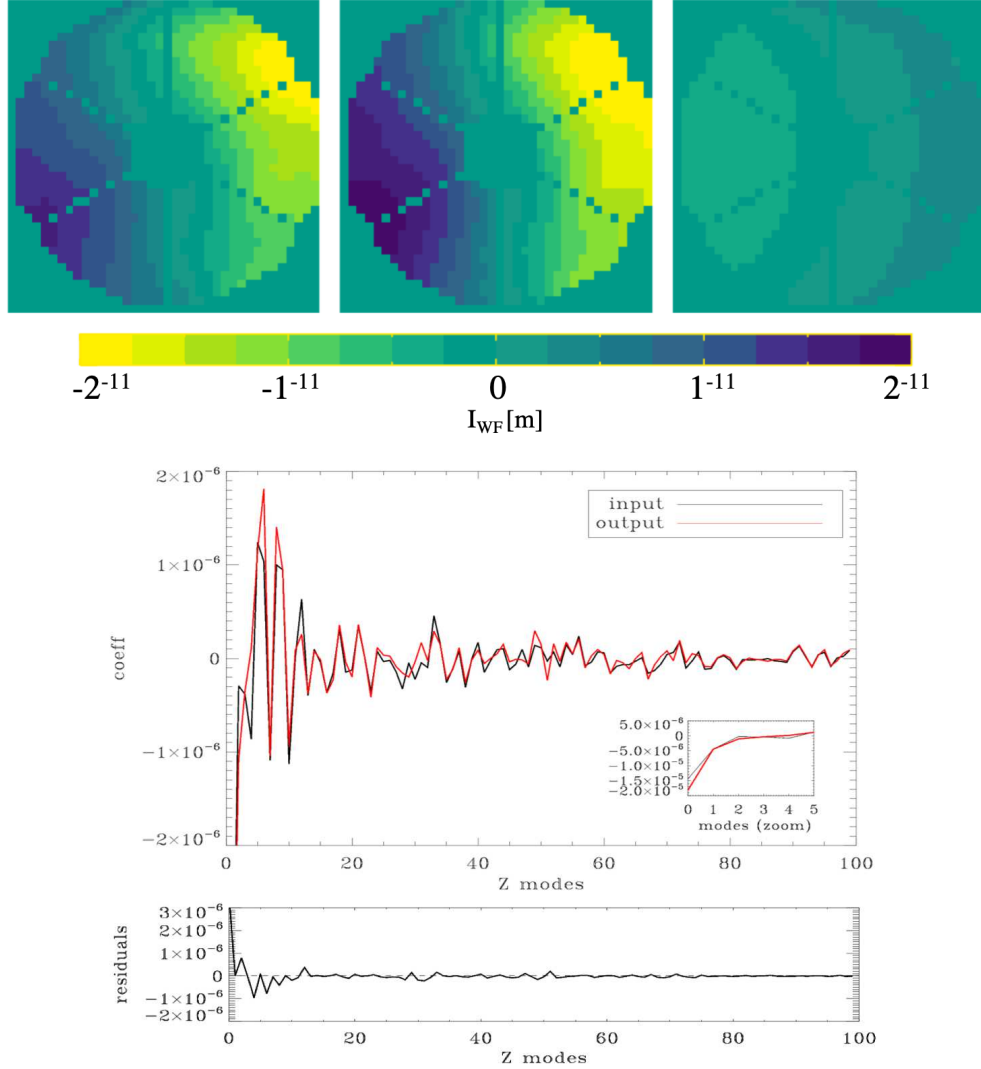 -2⁻¹¹ -1⁻¹¹ 0 1⁻¹¹ 2⁻¹¹
I_WF[m]
2×10⁻⁶
1×10⁻⁶
0
-1×10⁻⁶
-2×10⁻⁶
coeff
input
output
5.0×10⁻⁶
0
-5.0×10⁻⁶
-1.0×10⁻⁵
-1.5×10⁻⁵
-2.0×10⁻⁵
0 1 2 3 4 5
modes (zoom)
0 20 40 60 80 100
Z modes
3×10⁻⁶
2×10⁻⁶
1×10⁻⁶
0
-1×10⁻⁶
-2×10⁻⁶
residuals
0 20 40 60 80 100
Z modes